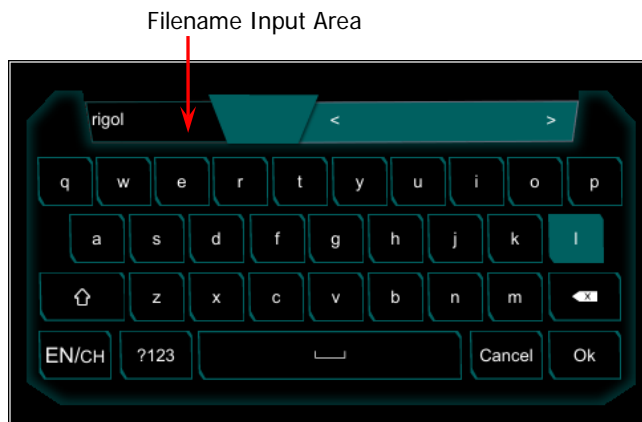 Filename Input Area
rigol < >
q w e r t y u i o p
a s d f g h j k l
z x c v b n m x
EN/CH ?123 Cancel Ok